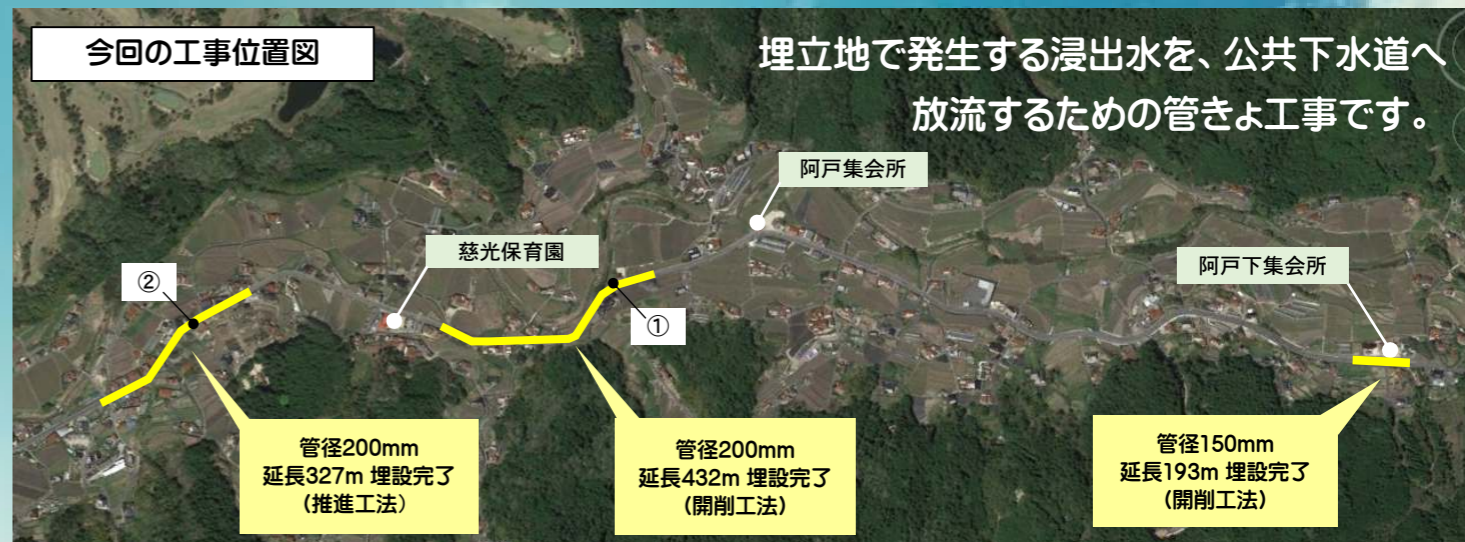 今回の工事位置図
埋立地で発生する浸出水を、公共下水道へ
放流するための管きょ工事です。
阿戸集会所
慈光保育園
阿戸下集会所
②
①
管径200mm
延長327m 埋設完了
(推進工法)
管径200mm
延長432m 埋設完了
(開削工法)
管径150mm
延長193m 埋設完了
(開削工法)